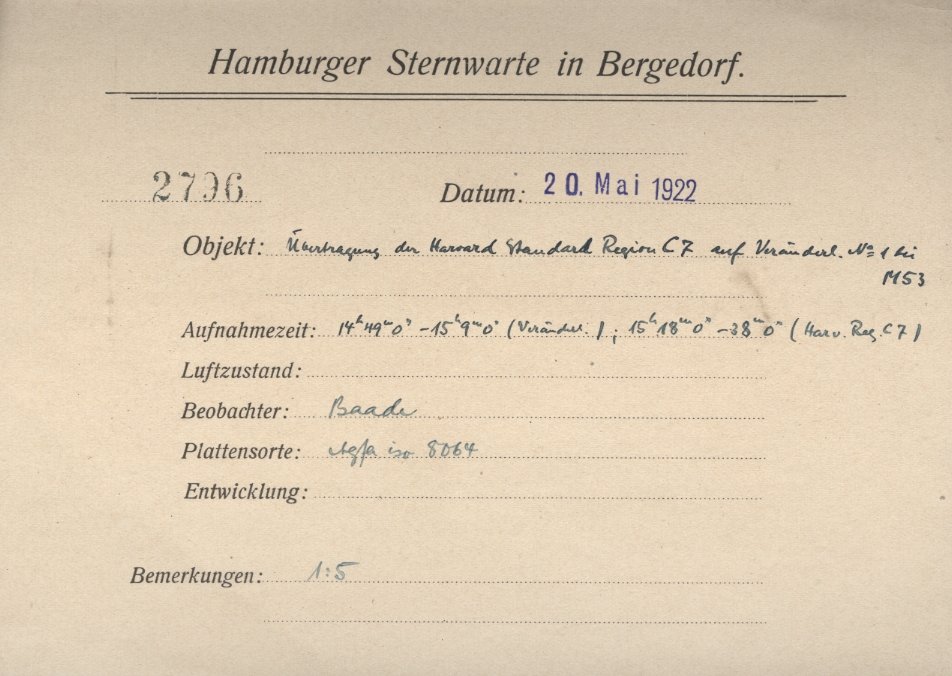 Hamburger Sternwarte in Bergedorf.
2796 Datum: 20. Mai 1922
Objekt: Übertragung der Harvard Standard Region C7 auf Veränderl. No 1 bei
M53
Aufnahmezeit: 14h49m0s – 15h9m0s (Veränderl.) ; 15h18m0s – 38m0s (Harv. Reg. C7)
Luftzustand:
Beobachter: Baade
Plattensorte: Agfa iso 8064
Entwicklung:
Bemerkungen: 1:5